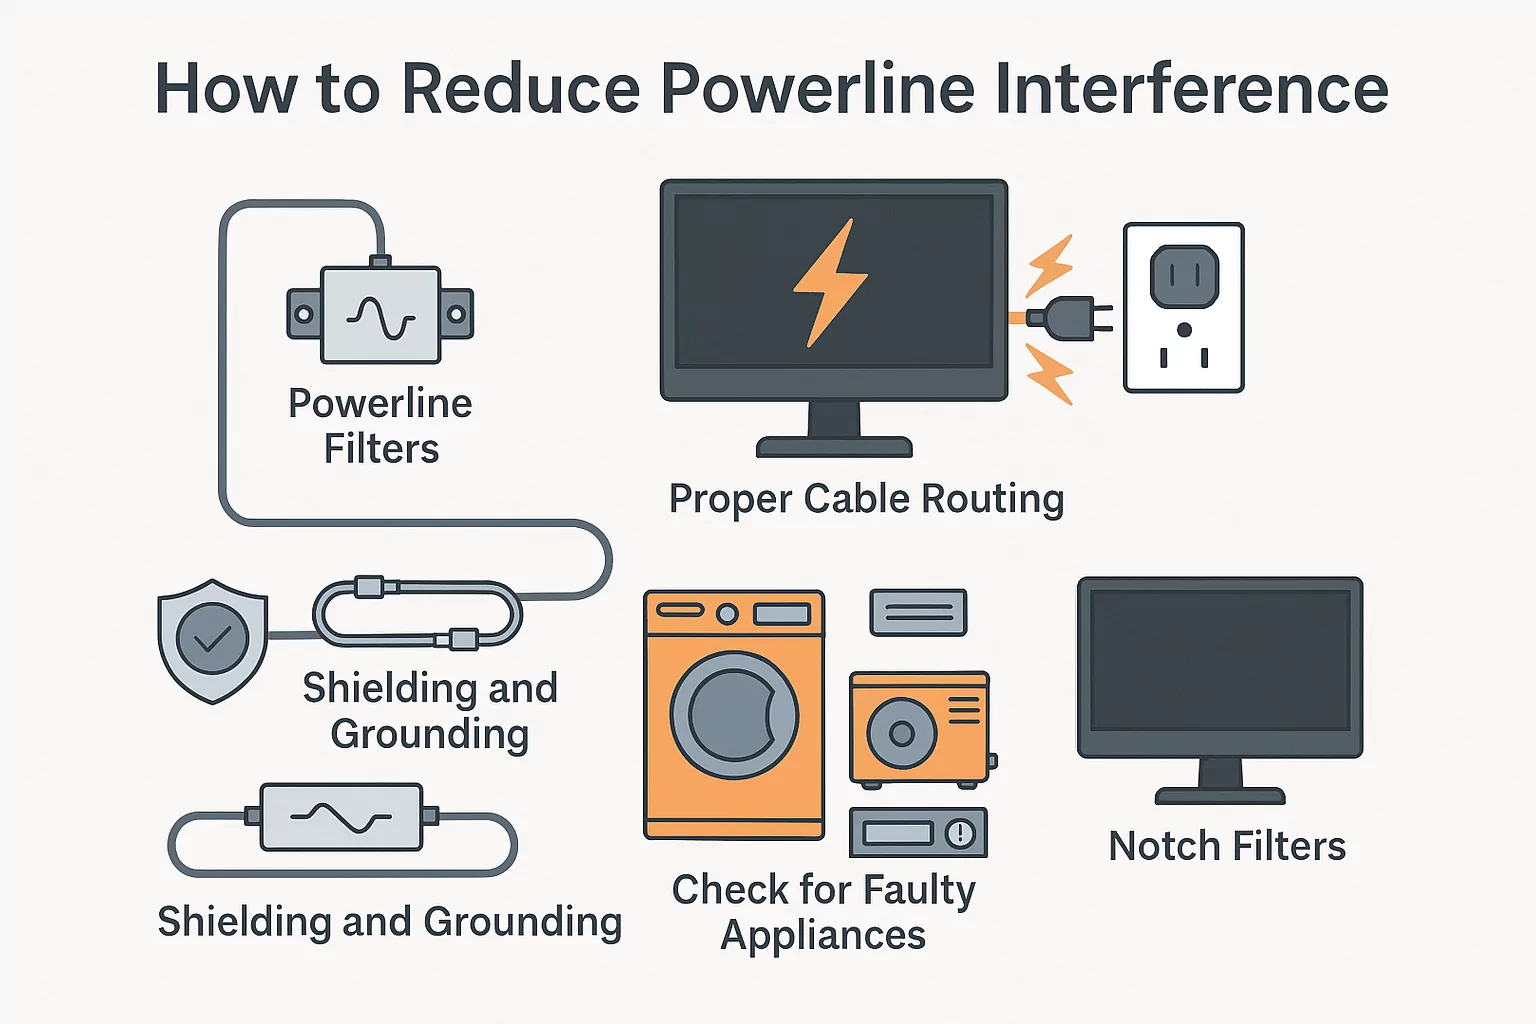 How to Reduce Powerline Interference
Powerline
Filters
Proper Cable Routing
Shielding and
Grounding
Shielding and Grounding
Check for Faulty
Appliances
Notch Filters